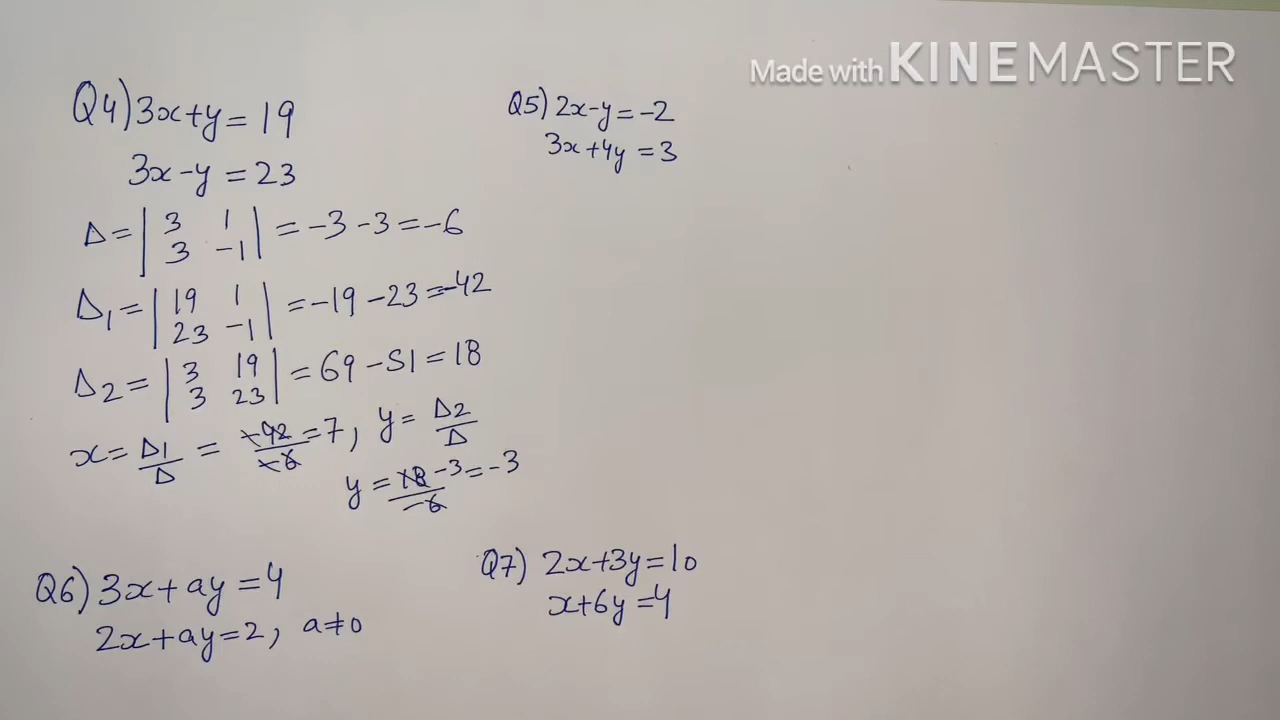 Made with KINEMASTER
Q4) 3x+y = 19
3x-y = 23
Δ = | 3 1 | = -3 -3 = -6
| 3 -1 |
Δ1 = | 19 1 | = -19 -23 = -42
| 23 -1 |
Δ2 = | 3 19 | = 69 - 51 = 18
| 3 23 |
x = Δ1/Δ = -42/-6 = 7, y = Δ2/Δ
y = 18/-6 -3 = -3
Q5) 2x-y = -2
3x+4y = 3
Q6) 3x+ay = 4
2x+ay = 2, a≠0
Q7) 2x+3y = 10
x+6y = 4